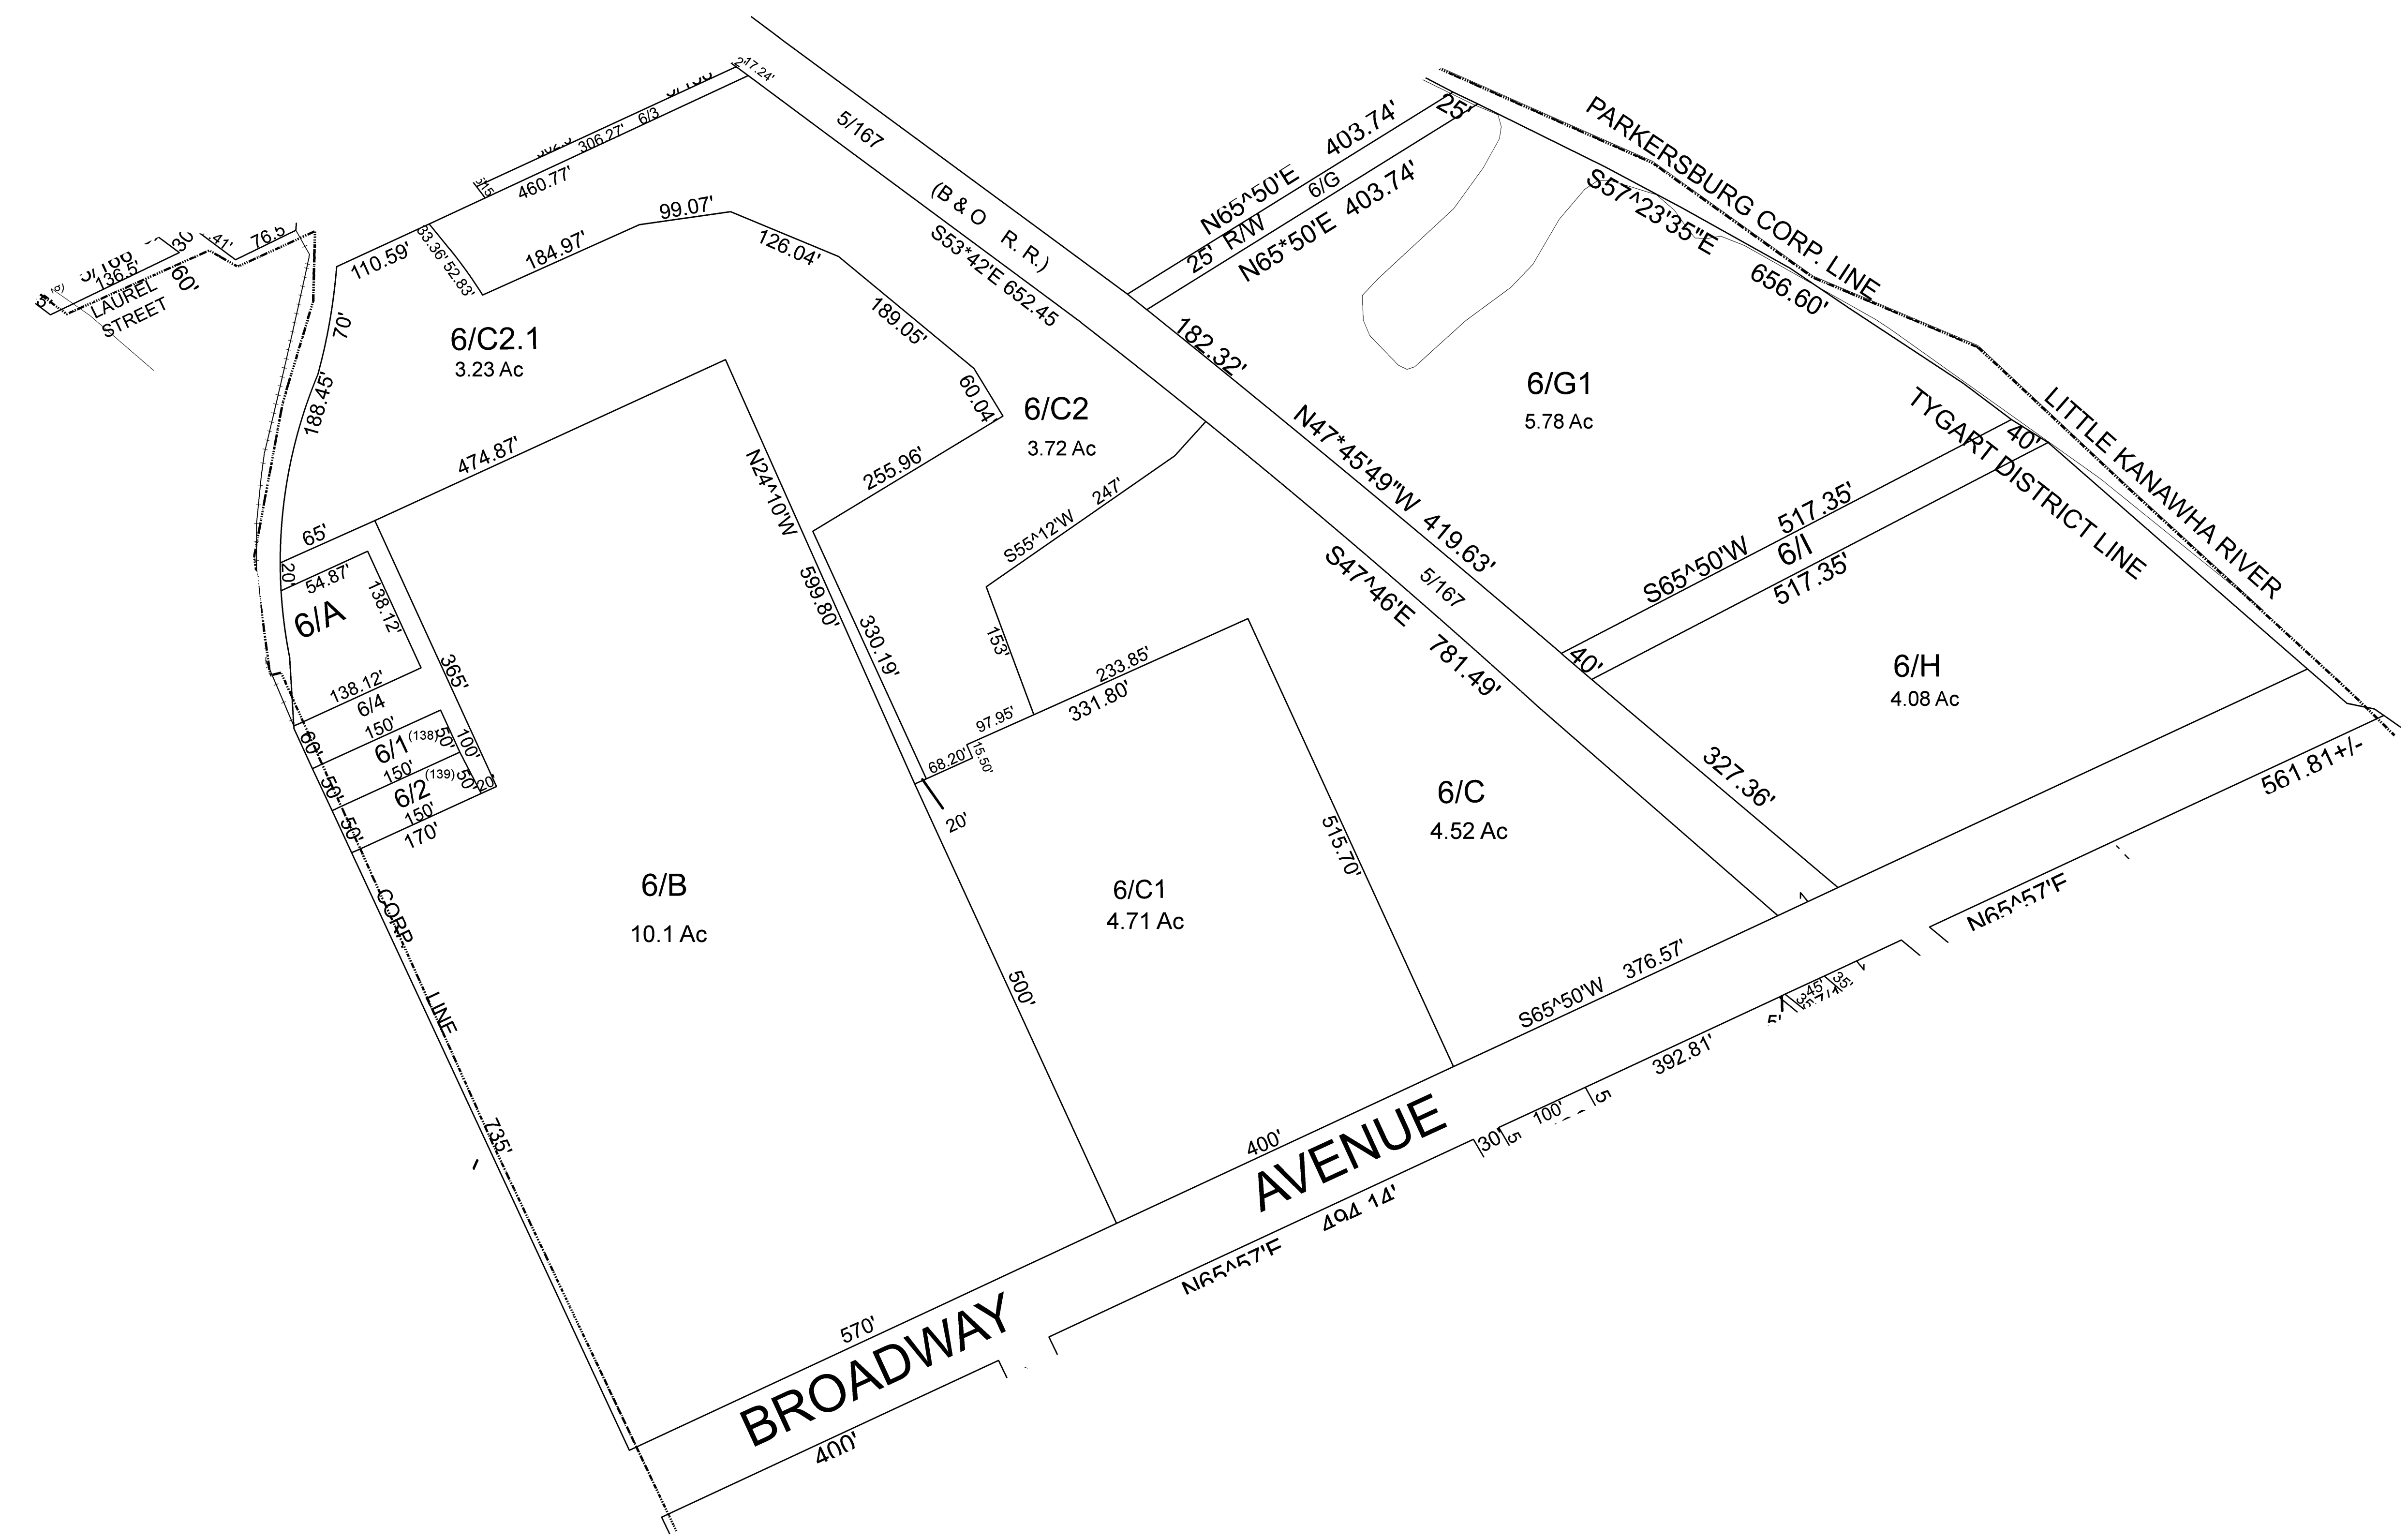 17.24'
306.27'
6/3
460.77'
5/167
(B & O R. R.)
S53*42'E 652.45
25'
N65^50'E 403.74'
6/G
25' R/W
N65*50'E 403.74'
PARKERSBURG CORP. LINE
S57^23'35"E 656.60'
76.5
41'
136.5'
60'
LAUREL
STREET
110.59'
33.36'
52.83'
184.97'
99.07'
126.04'
189.05'
60.04
70'
188.45'
6/C2.1
3.23 Ac
474.87'
255.96'
6/C2
3.72 Ac
182.32'
6/G1
5.78 Ac
N47*45'49"W 419.63'
40'
TYGART DISTRICT LINE
LITTLE KANAWHA RIVER
S65^50'W 517.35'
6/I
517.35'
40'
65'
20'
54.87'
138.12'
6/A
365'
138.12'
6/4
150'
6/1 (138)
50'
100'
60'
150'
50'
6/2 (139)
50'
20'
150'
50'
170'
N24^10'W 599.80'
330.19'
S55^12'W 247'
153'
233.85'
331.80'
97.95'
68.20'
15.50'
20'
S47^46'E 781.49'
5/167
6/H
4.08 Ac
327.36'
561.81+/-
6/C
4.52 Ac
515.70'
6/B
10.1 Ac
6/C1
4.71 Ac
500'
CORP. LINE
735'
S65^50'W 376.57'
392.81'
345'
35'
100'
30'
400'
BROADWAY AVENUE
494.14'
570'
400'